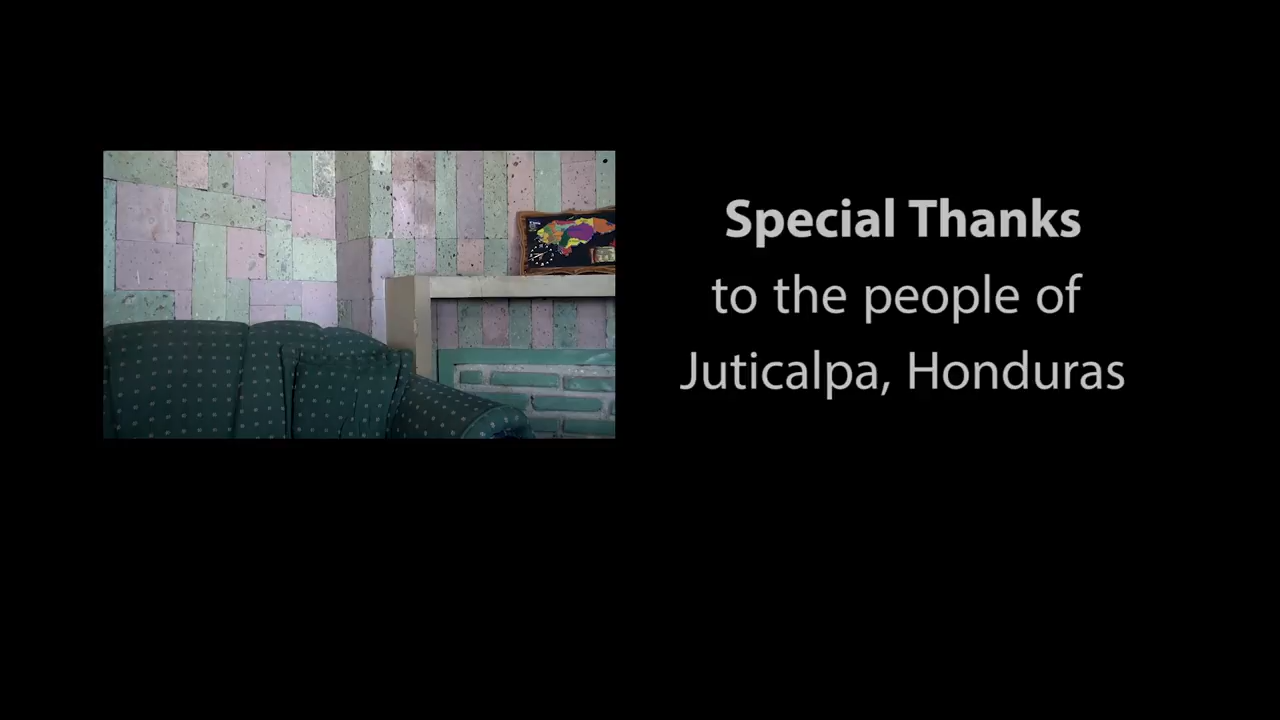 Special Thanks
to the people of
Juticalpa, Honduras